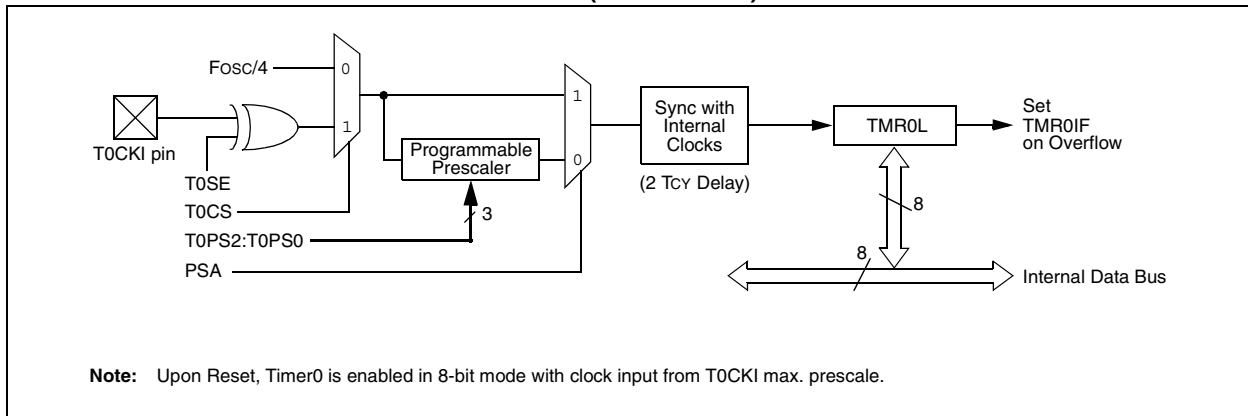 FOSC/4
0
1
T0CKI pin
T0SE
T0CS
T0PS2:T0PS0
PSA
Programmable
Prescaler
3
1
0
Sync with
Internal
Clocks
(2 TCY Delay)
TMR0L
Set
TMR0IF
on Overflow
8
8
Internal Data Bus
Note: Upon Reset, Timer0 is enabled in 8-bit mode with clock input from T0CKI max. prescale.